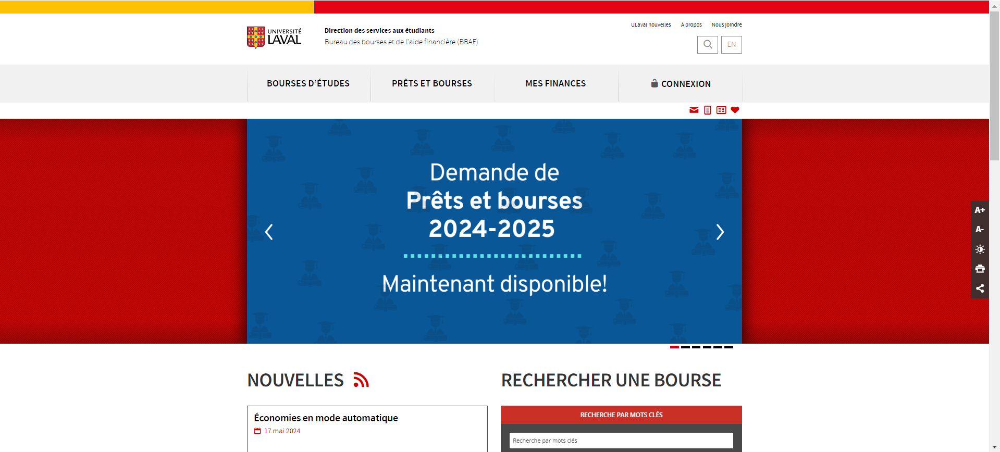 UNIVERSITÉ
LAVAL
Direction des services aux étudiants
Bureau des bourses et de l'aide financière (BBAF)
ULaval nouvelles
À propos
Nous joindre
EN
BOURSES D'ÉTUDES
PRÊTS ET BOURSES
MES FINANCES
CONNEXION
Demande de
Prêts et bourses
2024-2025
Maintenant disponible!
A+
A-
NOUVELLES
Économies en mode automatique
17 mai 2024
RECHERCHER UNE BOURSE
RECHERCHE PAR MOTS CLÉS
Recherche par mots clés